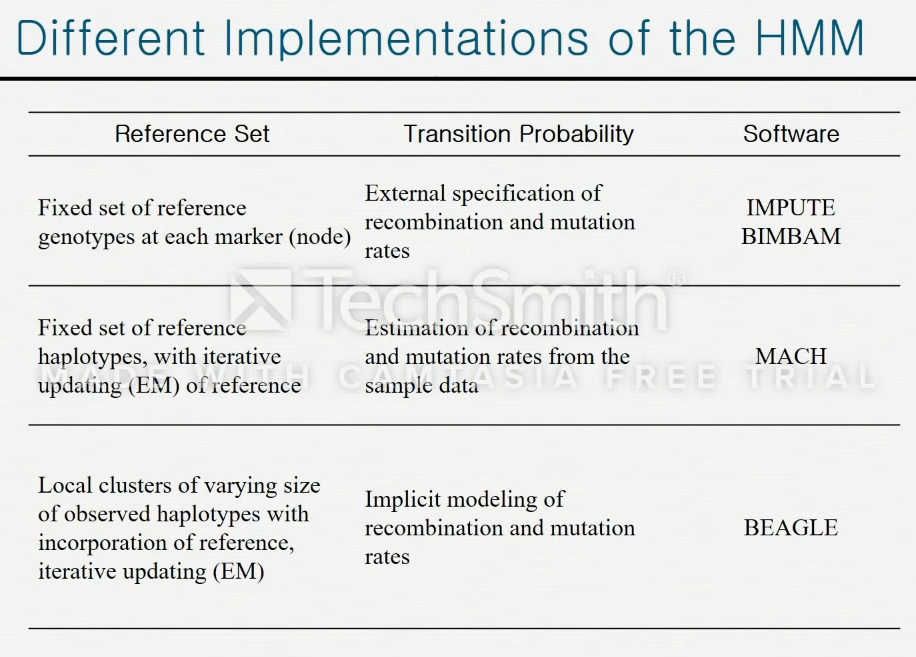 Different Implementations of the HMM
Reference Set Transition Probability Software
Fixed set of reference
genotypes at each marker (node)
External specification of
recombination and mutation
rates
IMPUTE
BIMBAM
TechSmith®
Fixed set of reference
haplotypes, with iterative
updating (EM) of reference
Estimation of recombination
and mutation rates from the
sample data
MACH
MADE WITH CAMTASIA FREE TRIAL
Local clusters of varying size
of observed haplotypes with
incorporation of reference,
iterative updating (EM)
Implicit modeling of
recombination and mutation
rates
BEAGLE